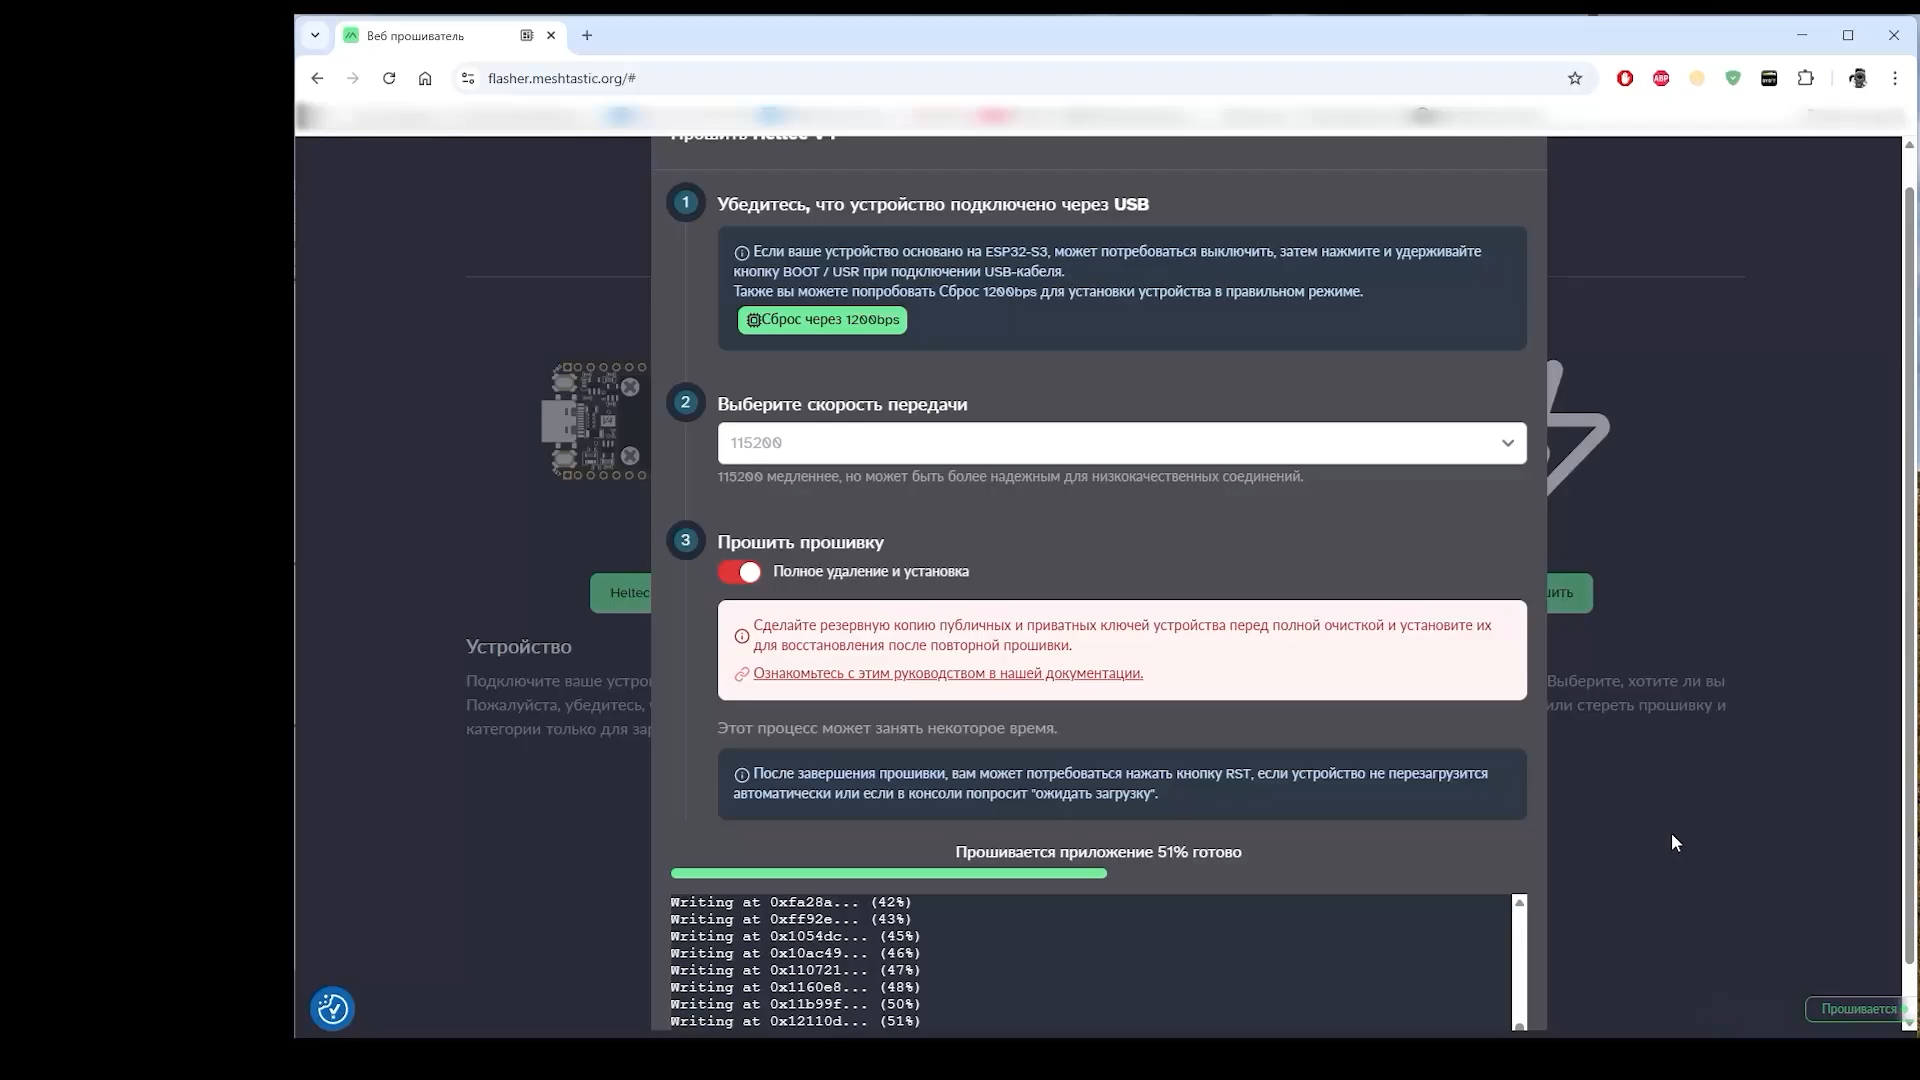 Веб прошиватель
flasher.meshtastic.org/#
ABP
Прошить Heltec V4
1
Убедитесь, что устройство подключено через USB
Если ваше устройство основано на ESP32-S3, может потребоваться выключить, затем нажмите и удерживайте
кнопку BOOT / USR при подключении USB-кабеля.
Также вы можете попробовать Сброс 1200bps для установки устройства в правильном режиме.
Сброс через 1200bps
2
Выберите скорость передачи
115200
115200 медленнее, но может быть более надежным для низкокачественных соединений.
3
Прошить прошивку
Полное удаление и установка
Сделайте резервную копию публичных и приватных ключей устройства перед полной очисткой и установите их
для восстановления после повторной прошивки.
Ознакомьтесь с этим руководством в нашей документации.
Этот процесс может занять некоторое время.
После завершения прошивки, вам может потребоваться нажать кнопку RST, если устройство не перезагрузится
автоматически или если в консоли попросит "ожидать загрузку".
Прошивается приложение 51% готово
Writing at 0xfa28a... (42%)
Writing at 0xff92e... (43%)
Writing at 0x1054dc... (45%)
Writing at 0x10ac49... (46%)
Writing at 0x110721... (47%)
Writing at 0x1160e8... (48%)
Writing at 0x11b99f... (50%)
Writing at 0x12110d... (51%)
Heltec
Устройство
Подключите ваше
Пожалуйста, убедитесь,
категории только для
Выберите, хотите ли вы
или стереть прошивку и
Прошивается